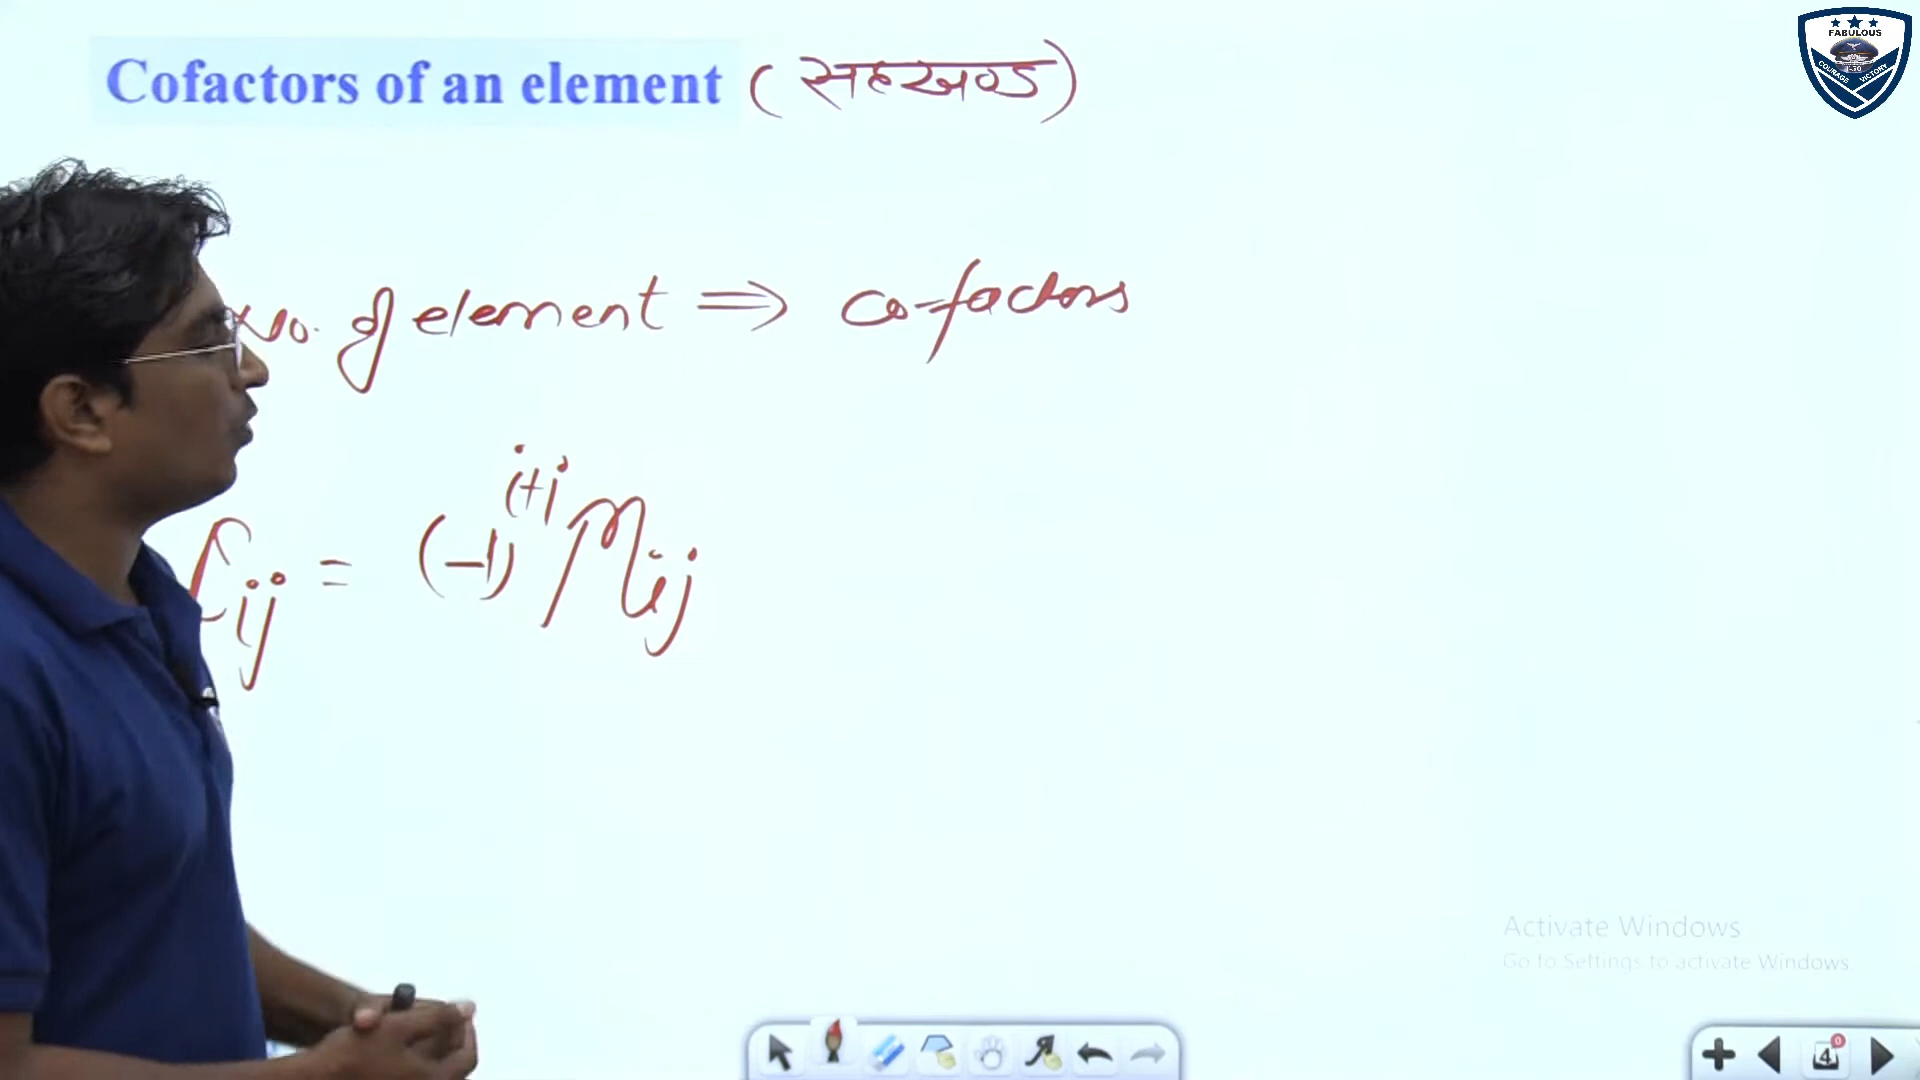 Cofactors of an element (सहखण्ड)
FABULOUS
COURAGE VICTORY
No. of element ⇒ co-factors
Cij = (-1)^{i+j} Mij
Activate Windows
Go to Settings to activate Windows.
4
0